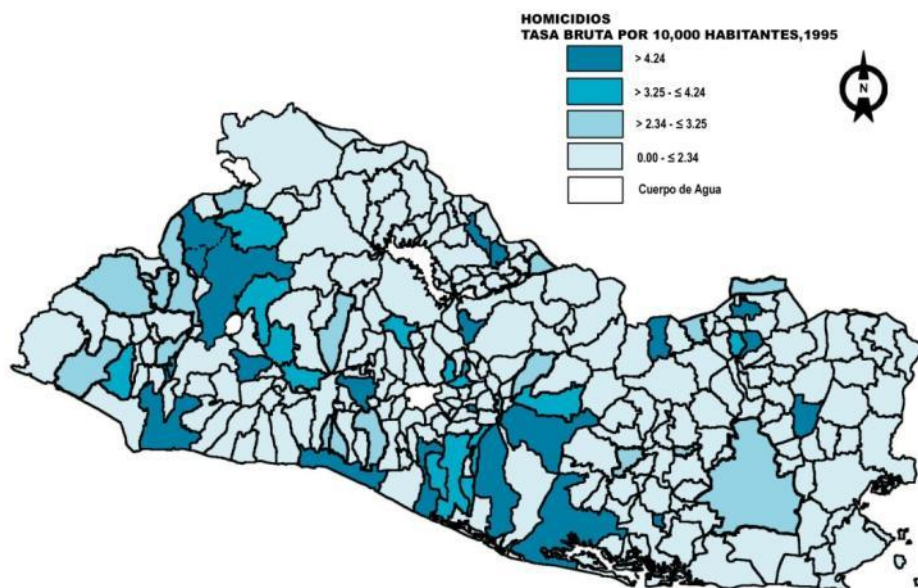 HOMICIDIOS
TASA BRUTA POR 10,000 HABITANTES,1995
> 4.24
> 3.25 - ≤ 4.24
> 2.34 - ≤ 3.25
0.00 - ≤ 2.34
Cuerpo de Agua
N